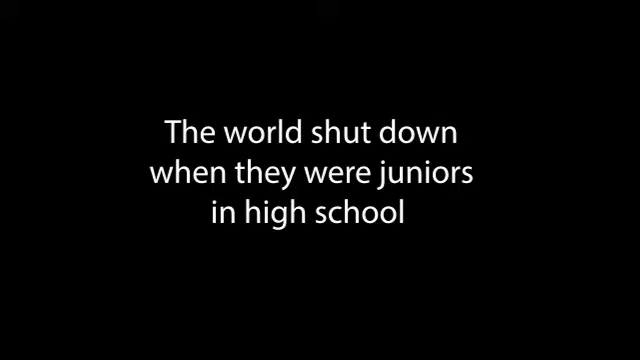 The world shut down
when they were juniors
in high school